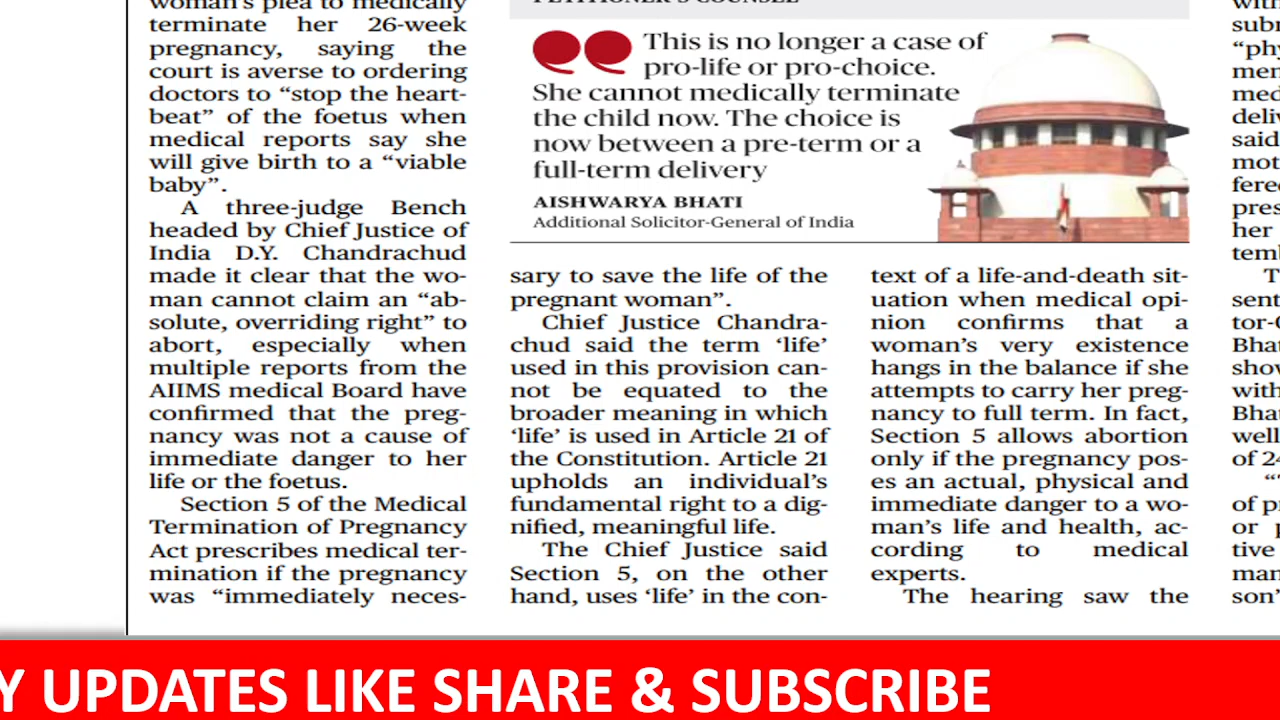 woman's plea to medically
terminate her 26-week
pregnancy, saying the
court is averse to ordering
doctors to “stop the heart-
beat” of the foetus when
medical reports say she
will give birth to a “viable
baby”.
A three-judge Bench
headed by Chief Justice of
India D.Y. Chandrachud
made it clear that the wo-
man cannot claim an “ab-
solute, overriding right” to
abort, especially when
multiple reports from the
AIIMS medical Board have
confirmed that the preg-
nancy was not a cause of
immediate danger to her
life or the foetus.
Section 5 of the Medical
Termination of Pregnancy
Act prescribes medical ter-
mination if the pregnancy
was “immediately neces-
PETITIONER'S COUNSEL
This is no longer a case of
pro-life or pro-choice.
She cannot medically terminate
the child now. The choice is
now between a pre-term or a
full-term delivery
AISHWARYA BHATI
Additional Solicitor-General of India
sary to save the life of the
pregnant woman”.
Chief Justice Chandra-
chud said the term ‘life’
used in this provision can-
not be equated to the
broader meaning in which
‘life’ is used in Article 21 of
the Constitution. Article 21
upholds an individual’s
fundamental right to a dig-
nified, meaningful life.
The Chief Justice said
Section 5, on the other
hand, uses ‘life’ in the con-
text of a life-and-death sit-
uation when medical opi-
nion confirms that a
woman’s very existence
hangs in the balance if she
attempts to carry her preg-
nancy to full term. In fact,
Section 5 allows abortion
only if the pregnancy pos-
es an actual, physical and
immediate danger to a wo-
man’s life and health, ac-
cording to medical
experts.
The hearing saw the
said
her
of 24
or
Y UPDATES LIKE SHARE & SUBSCRIBE